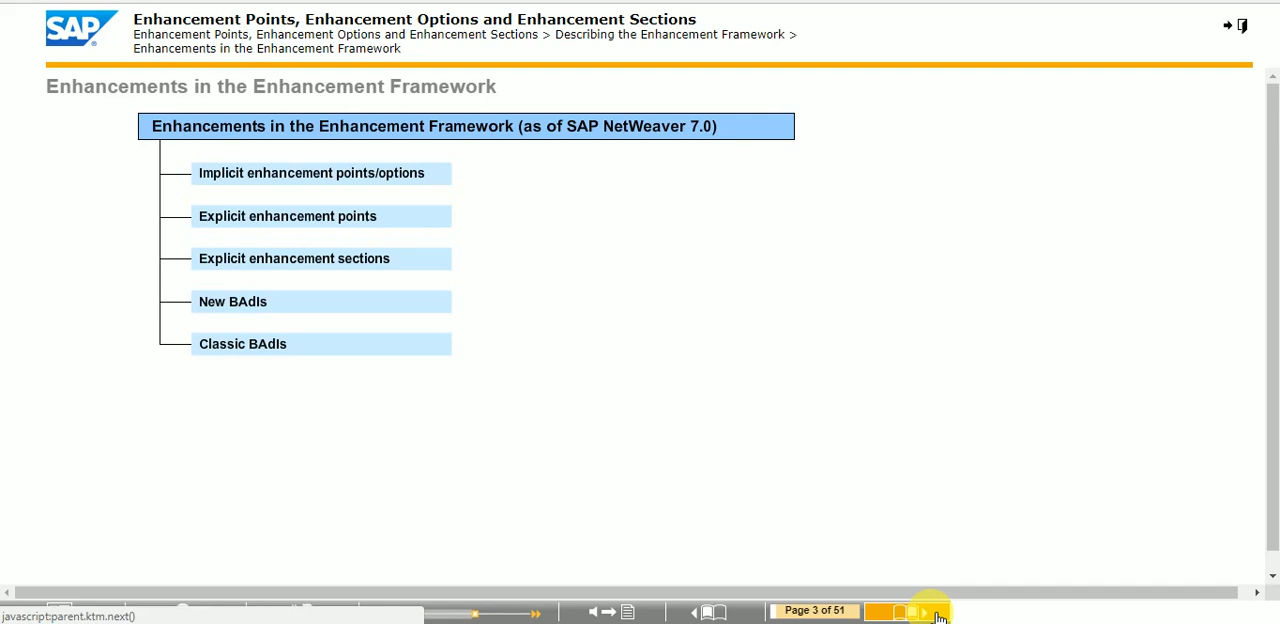 SAP
Enhancement Points, Enhancement Options and Enhancement Sections
Enhancement Points, Enhancement Options and Enhancement Sections > Describing the Enhancement Framework >
Enhancements in the Enhancement Framework
Enhancements in the Enhancement Framework
Enhancements in the Enhancement Framework (as of SAP NetWeaver 7.0)
Implicit enhancement points/options
Explicit enhancement points
Explicit enhancement sections
New BAdIs
Classic BAdIs
Page 3 of 51
javascript:parent.ktm.next()